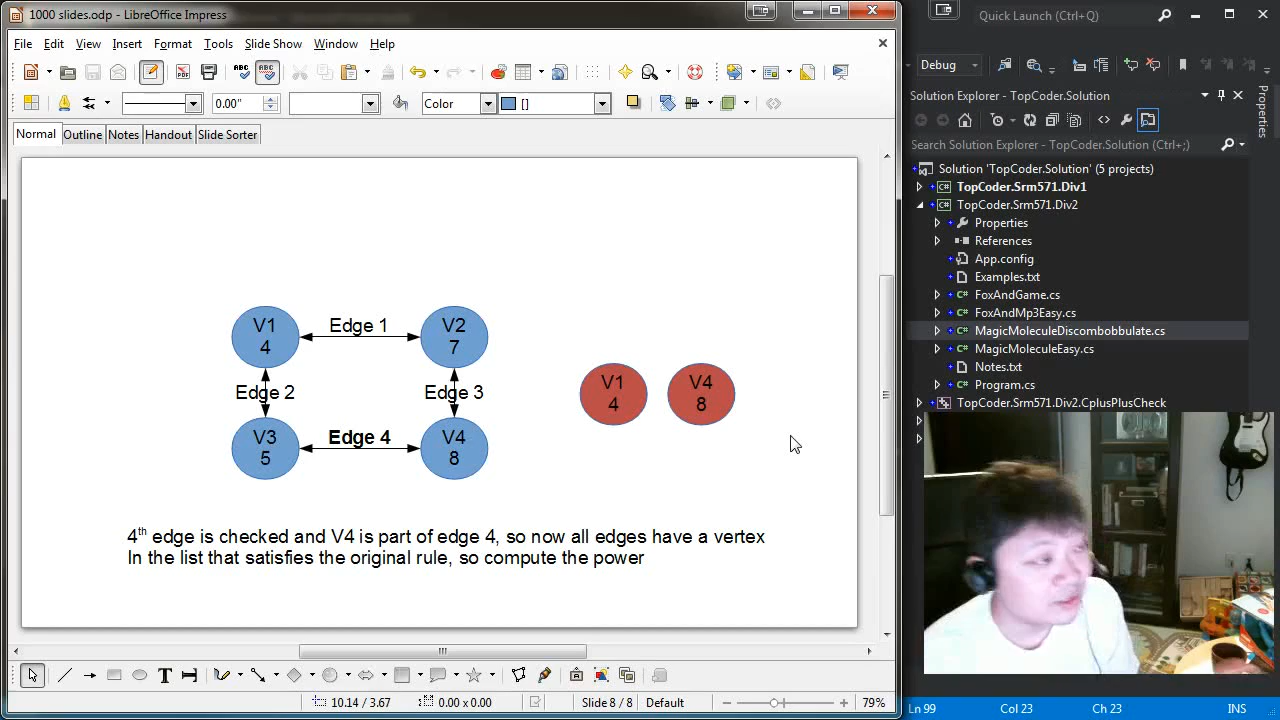 1000 slides.odp - LibreOffice Impress
File Edit View Insert Format Tools Slide Show Window Help
0.00" Color []
Normal Outline Notes Handout Slide Sorter
V1
4
Edge 1
V2
7
Edge 2
Edge 3
V3
5
Edge 4
V4
8
V1
4
V4
8
4th edge is checked and V4 is part of edge 4, so now all edges have a vertex
In the list that satisfies the original rule, so compute the power
10.14 / 3.67 0.00 x 0.00 Slide 8 / 8 Default 79%
Quick Launch (Ctrl+Q)
Debug
Solution Explorer - TopCoder.Solution
Search Solution Explorer - TopCoder.Solution (Ctrl+;)
Solution 'TopCoder.Solution' (5 projects)
TopCoder.Srm571.Div1
TopCoder.Srm571.Div2
Properties
References
App.config
Examples.txt
FoxAndGame.cs
FoxAndMp3Easy.cs
MagicMoleculeDiscombobbulate.cs
MagicMoleculeEasy.cs
Notes.txt
Program.cs
TopCoder.Srm571.Div2.CplusPlusCheck
Properties
Ln 99 Col 23 Ch 23 INS